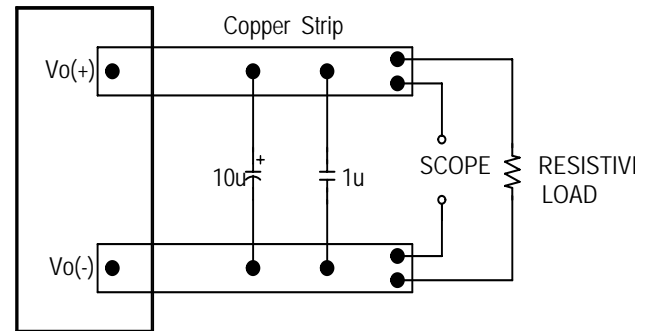 Copper Strip
Vo(+)
10u
+
1u
SCOPE
RESISTIVI
LOAD
Vo(-)